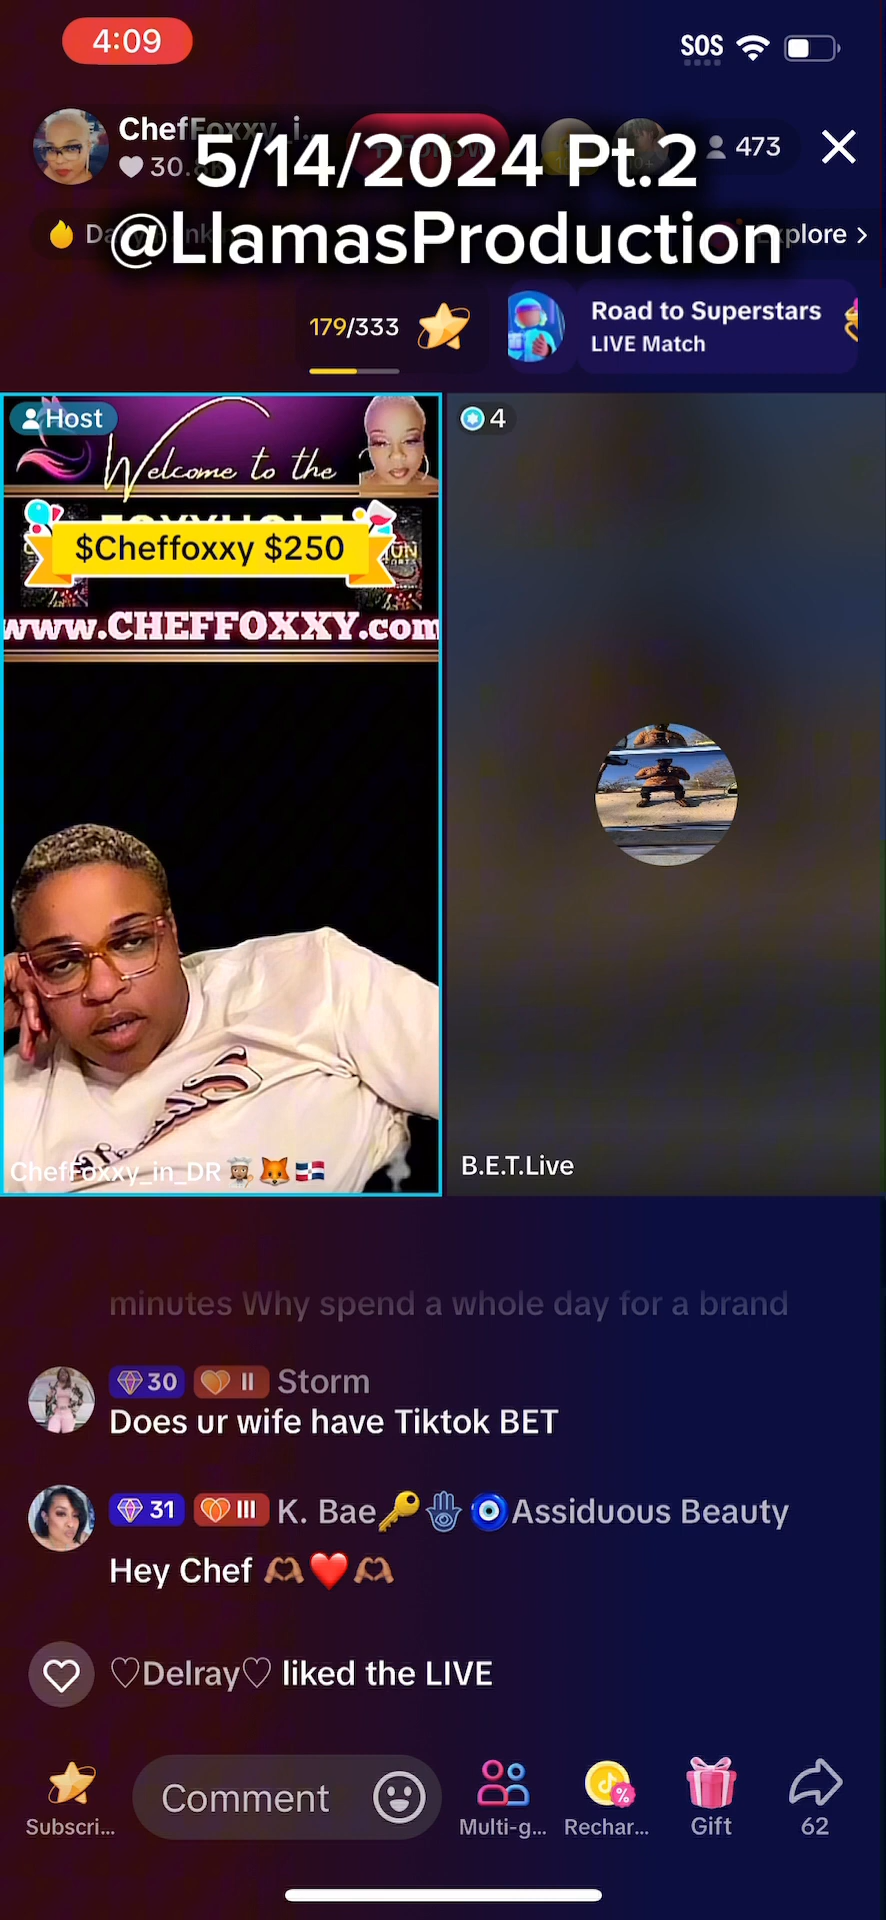 4:09
SOS
ChefFoxxy_i...
5/14/2024 Pt.2
473
@LlamasProduction
Explore >
179/333
Road to Superstars
LIVE Match
Host
4
Welcome to the
$Cheffoxxy $250
www.CHEFFOXXY.com
ChefFoxxy_in_DR 👩🏽‍🍳🦊🇩🇴
B.E.T.Live
minutes Why spend a whole day for a brand
30 II Storm
Does ur wife have Tiktok BET
31 III K. Bae🔑🪬🧿Assiduous Beauty
Hey Chef 🫶🏽❤️🫶🏽
♡Delray♡ liked the LIVE
Comment
Subscri...
Multi-g...
Rechar...
Gift
62